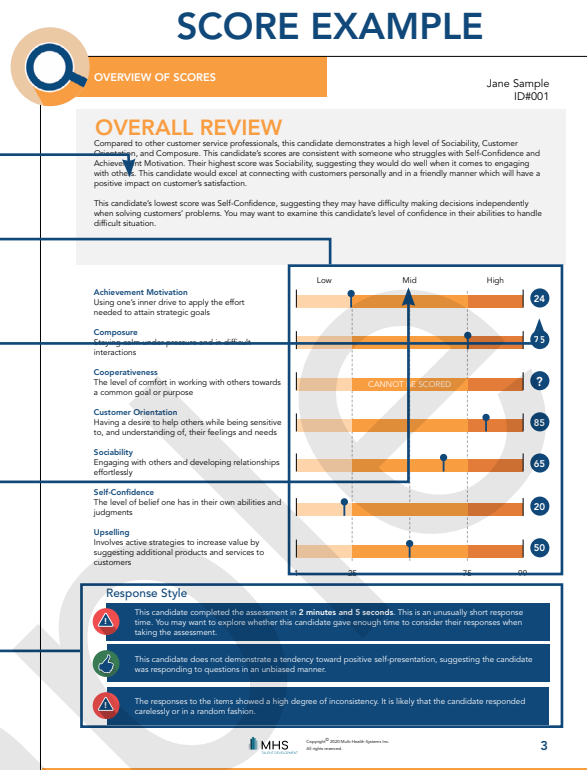 SCORE EXAMPLE
OVERVIEW OF SCORES
Jane Sample
ID#001
OVERALL REVIEW
Compared to other customer service professionals, this candidate demonstrates a high level of Sociability, Customer
Orientation, and Composure. This candidate's scores are consistent with someone who struggles with Self-Confidence and
Achievement Motivation. Their highest score was Sociability, suggesting they would do well when it comes to engaging
with others. This candidate would excel at connecting with customers personally and in a friendly manner which will have a
positive impact on customer's satisfaction.
This candidate's lowest score was Self-Confidence, suggesting they may have difficulty making decisions independently
when solving customers' problems. You may want to examine this candidate's level of confidence in their abilities to handle
difficult situation.
Low Mid High
Achievement Motivation
Using one's inner drive to apply the effort
needed to attain strategic goals
24
Composure
Staying calm under pressure and in difficult
interactions
75
Cooperativeness
The level of comfort in working with others towards
a common goal or purpose
CANNOT BE SCORED
?
Customer Orientation
Having a desire to help others while being sensitive
to, and understanding of, their feelings and needs
85
Sociability
Engaging with others and developing relationships
effortlessly
65
Self-Confidence
The level of belief one has in their own abilities and
judgments
20
Upselling
Involves active strategies to increase value by
suggesting additional products and services to
customers
50
1 25 75 99
Response Style
This candidate completed the assessment in 2 minutes and 5 seconds. This is an unusually short response
time. You may want to explore whether this candidate gave enough time to consider their responses when
taking the assessment.
This candidate does not demonstrate a tendency toward positive self-presentation, suggesting the candidate
was responding to questions in an unbiased manner.
The responses to the items showed a high degree of inconsistency. It is likely that the candidate responded
carelessly or in a random fashion.
MHS
TALENT DEVELOPMENT
Copyright © 2020 Multi-Health Systems Inc.
All rights reserved.
3